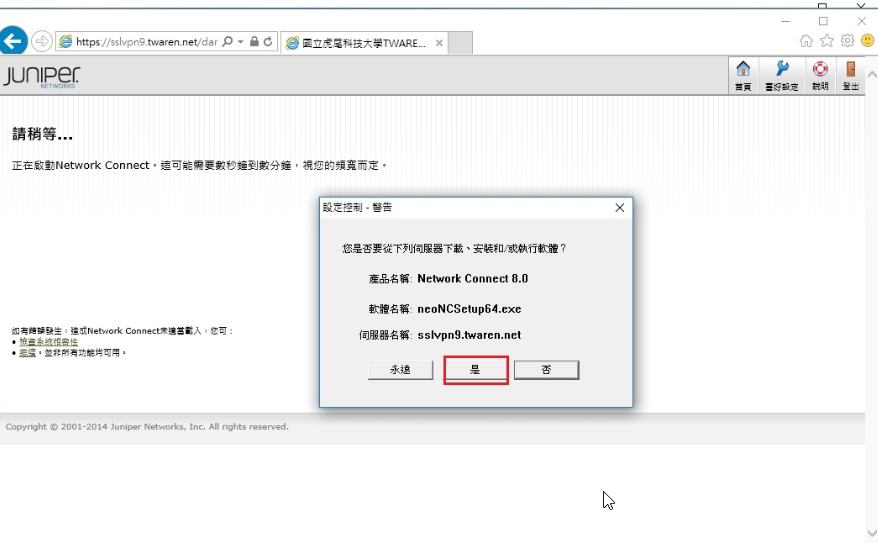 https://sslvpn9.twaren.net/dar
國立虎尾科技大學TWARE...
JUNIPER
NETWORKS
首頁 喜好設定 說明 登出
請稍等...
正在啟動Network Connect。這可能需要數秒鐘到數分鐘，視您的頻寬而定。
設定控制 - 警告
您是否要從下列伺服器下載、安裝和/或執行軟體？
產品名稱: Network Connect 8.0
軟體名稱: neoNCSetup64.exe
伺服器名稱: sslvpn9.twaren.net
永遠 是 否
如有錯誤發生，造成Network Connect未適當載入，您可：
• 檢查系統相容性
• 繼續。並非所有功能均可用。
Copyright © 2001-2014 Juniper Networks, Inc. All rights reserved.